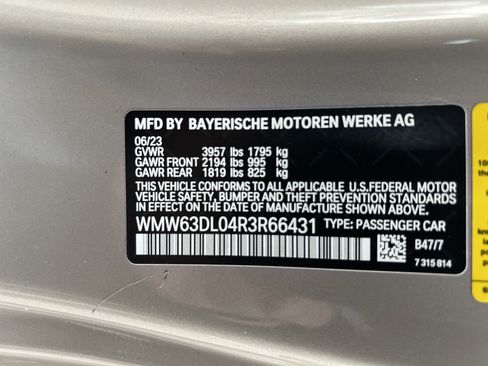 MFD BY BAYERISCHE MOTOREN WERKE AG
06/23
GVWR 3957 lbs 1795 kg
GAWR FRONT 2194 lbs 995 kg
GAWR REAR 1819 lbs 825 kg
THIS VEHICLE CONFORMS TO ALL APPLICABLE U.S.FEDERAL MOTOR
VEHICLE SAFETY, BUMPER, AND THEFT PREVENTION STANDARDS
IN EFFECT ON THE DATE OF MANUFACTURE SHOWN ABOVE.
WMW63DL04R3R66431 TYPE: PASSENGER CAR
B47/7
7 315 814